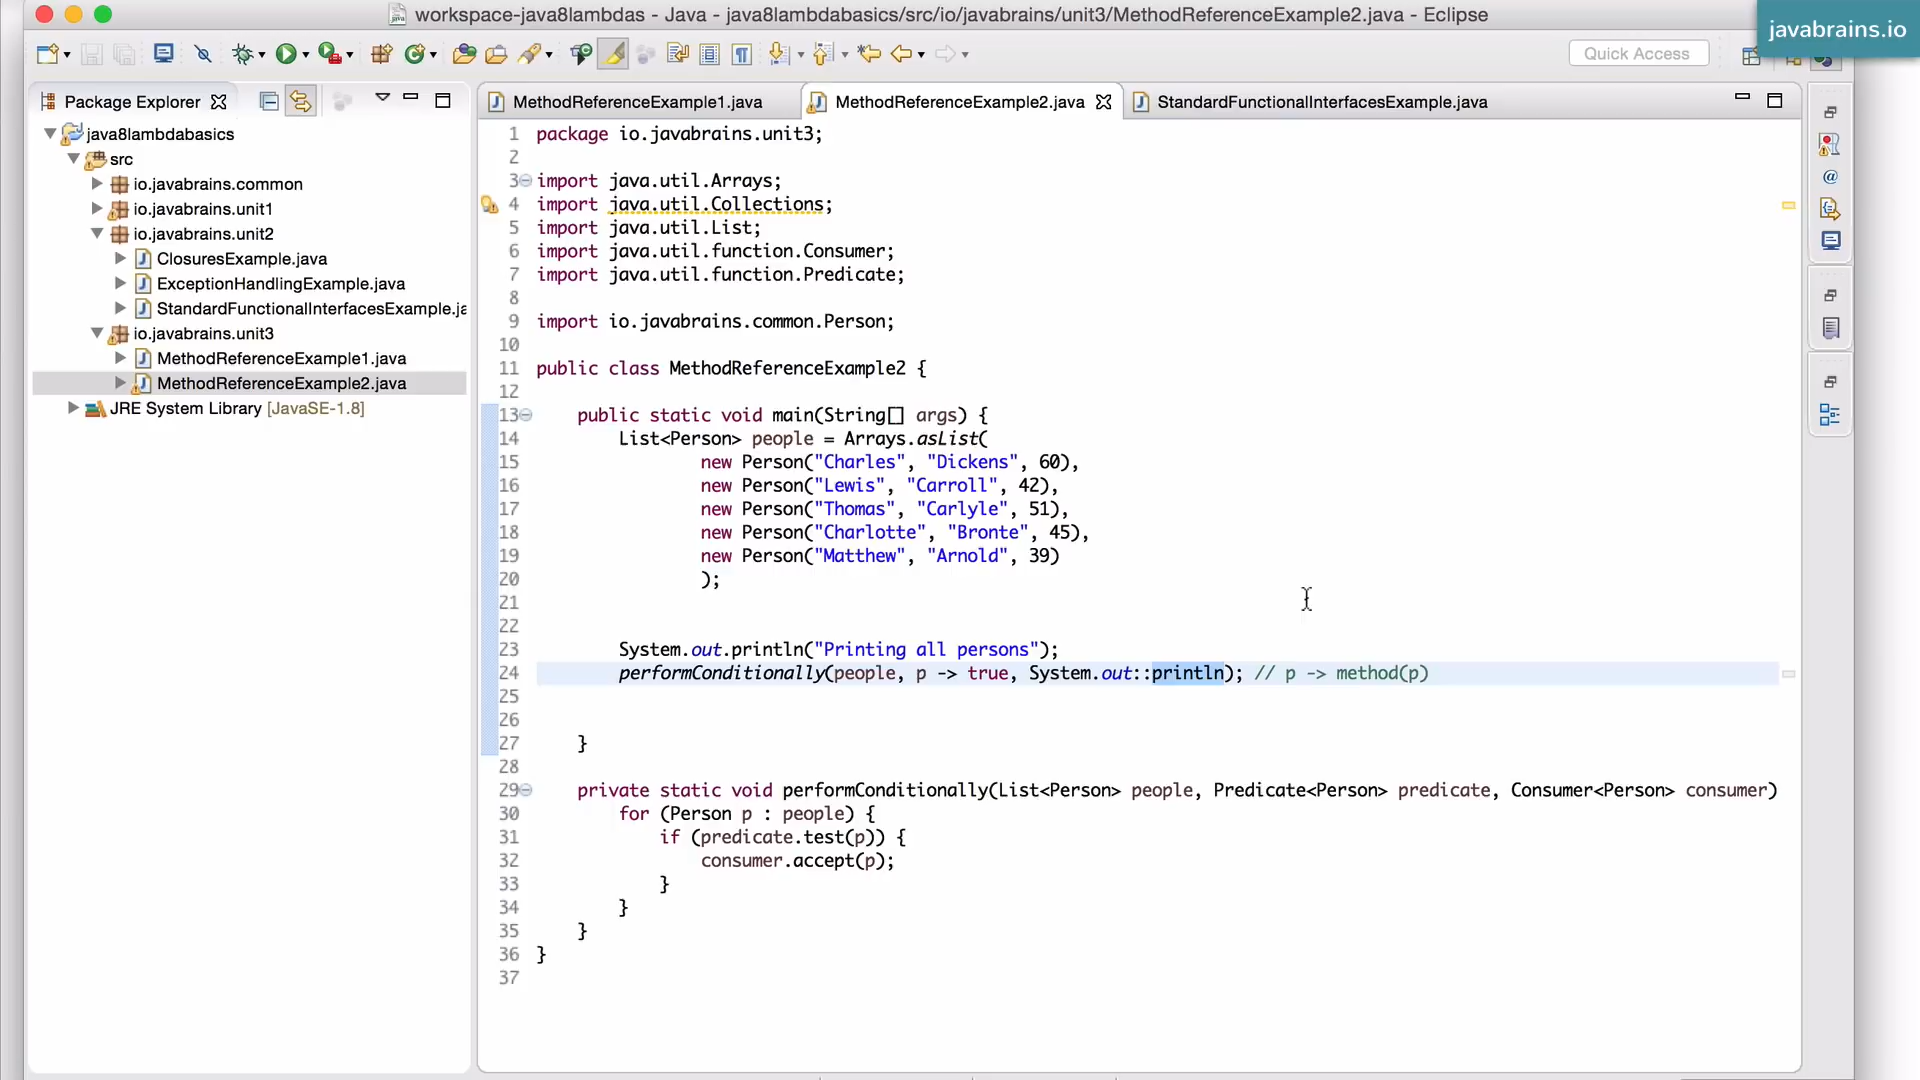 workspace-java8lambdas - Java - java8lambdabasics/src/io/javabrains/unit3/MethodReferenceExample2.java - Eclipse
javabrains.io
Quick Access
Package Explorer
MethodReferenceExample1.java
MethodReferenceExample2.java
StandardFunctionalInterfacesExample.java
java8lambdabasics
src
io.javabrains.common
io.javabrains.unit1
io.javabrains.unit2
ClosuresExample.java
ExceptionHandlingExample.java
StandardFunctionalInterfacesExample.ja
io.javabrains.unit3
MethodReferenceExample1.java
MethodReferenceExample2.java
JRE System Library [JavaSE-1.8]
1 package io.javabrains.unit3;
2
3 import java.util.Arrays;
4 import java.util.Collections;
5 import java.util.List;
6 import java.util.function.Consumer;
7 import java.util.function.Predicate;
8
9 import io.javabrains.common.Person;
10
11 public class MethodReferenceExample2 {
12
13 public static void main(String[] args) {
14 List<Person> people = Arrays.asList(
15 new Person("Charles", "Dickens", 60),
16 new Person("Lewis", "Carroll", 42),
17 new Person("Thomas", "Carlyle", 51),
18 new Person("Charlotte", "Bronte", 45),
19 new Person("Matthew", "Arnold", 39)
20 );
21
22
23 System.out.println("Printing all persons");
24 performConditionally(people, p -> true, System.out::println); // p -> method(p)
25
26
27 }
28
29 private static void performConditionally(List<Person> people, Predicate<Person> predicate, Consumer<Person> consumer)
30 for (Person p : people) {
31 if (predicate.test(p)) {
32 consumer.accept(p);
33 }
34 }
35 }
36 }
37